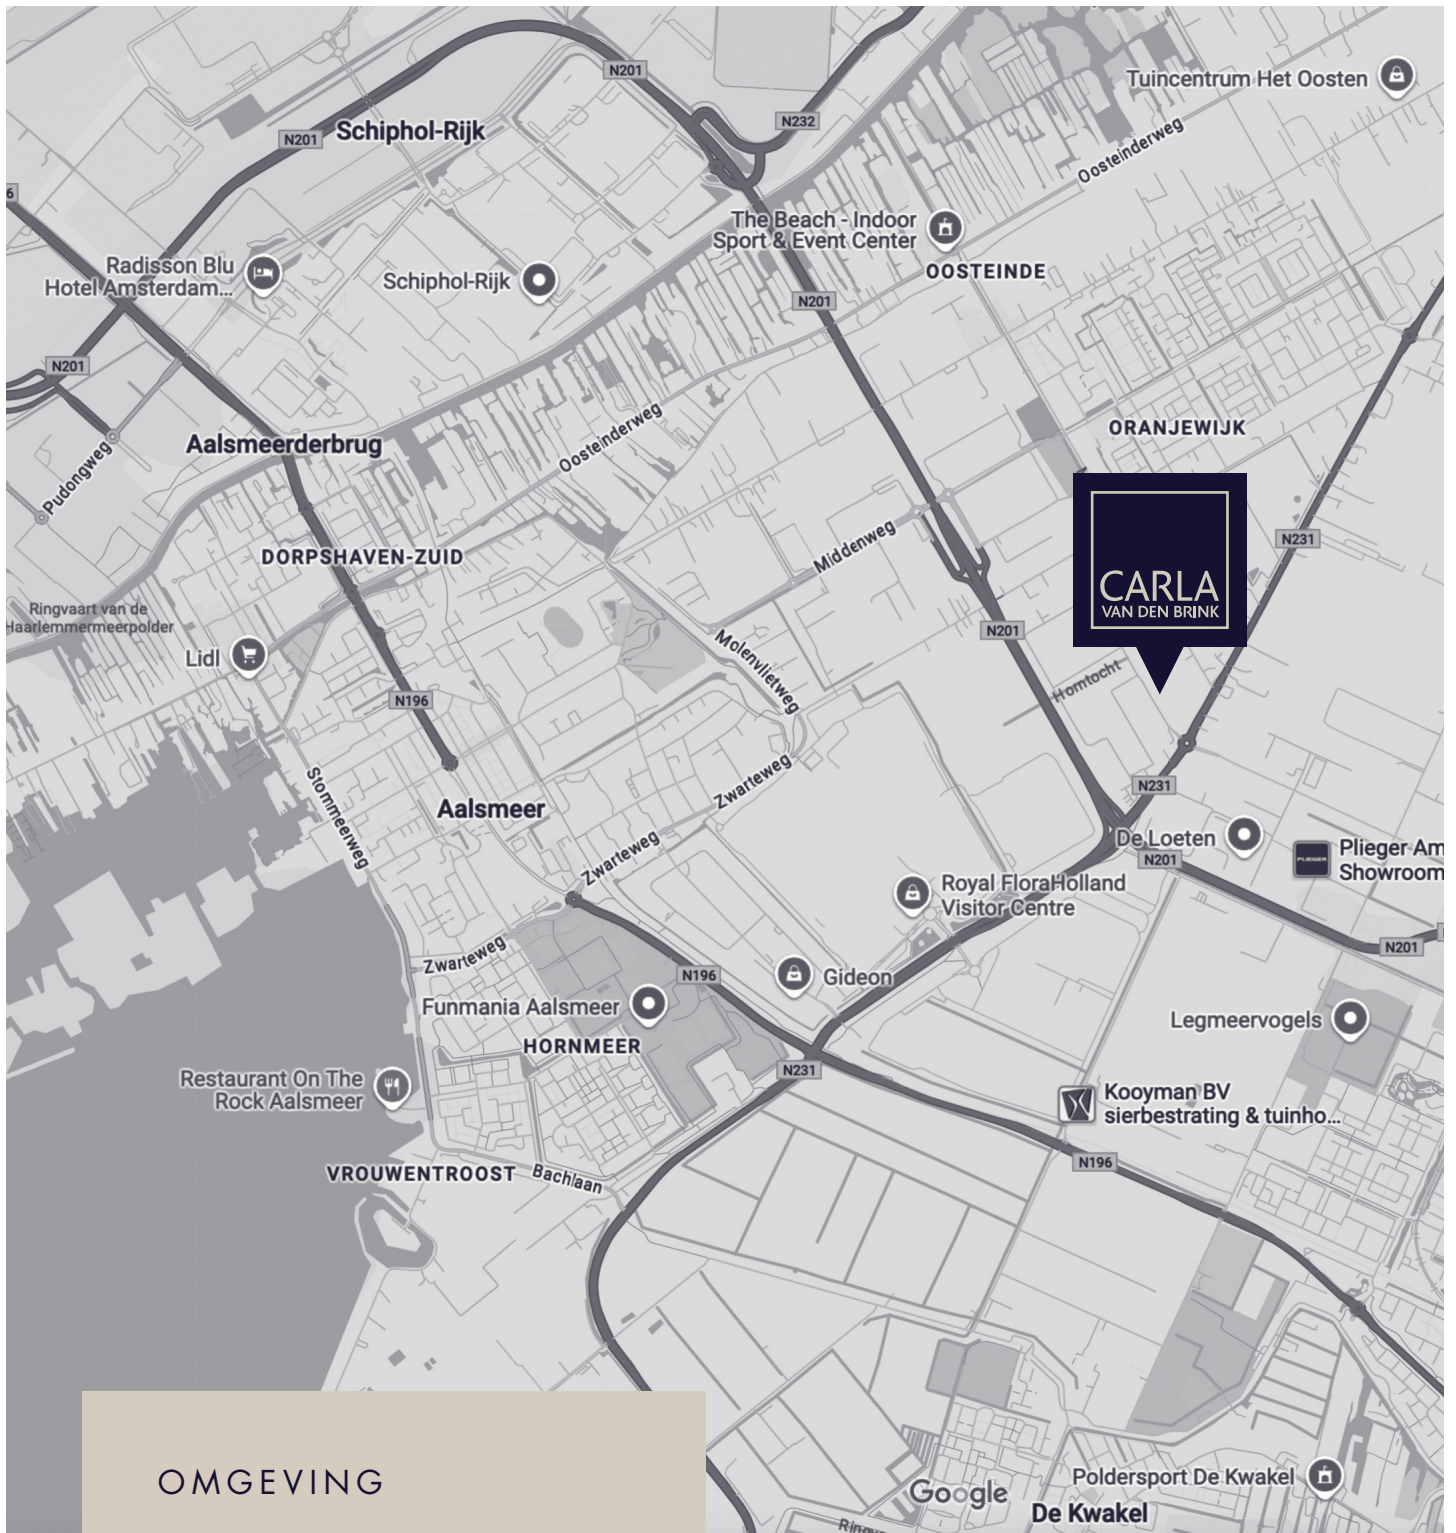 Tuincentrum Het Oosten
N201
N232
N201
Schiphol-Rijk
Oosteinderweg
The Beach - Indoor
Sport & Event Center
OOSTEINDE
Radisson Blu
Hotel Amsterdam...
Schiphol-Rijk
N201
N201
Oosteinderweg
ORANJEWIJK
Aalsmeerderbrug
Pudongweg
Middenweg
N231
DORPSHAVEN-ZUID
CARLA
VAN DEN BRINK
Ringvaart van de
Haarlemmermeerpolder
Lidl
N201
Molenvlietweg
Homtocht
N196
Stommeerweg
Zwarteweg
N231
Aalsmeer
De Loeten
N201
Plieger Am
Showroom
PLIEGER
Zwarteweg
Royal FloraHolland
Visitor Centre
N201
Zwarteweg
N196
Gideon
Funmania Aalsmeer
Legmeervogels
HORNMEER
N231
Restaurant On The
Rock Aalsmeer
Kooyman BV
sierbestrating & tuinho...
N196
VROUWENTROOST
Bachlaan
OMGEVING
Google
Poldersport De Kwakel
De Kwakel